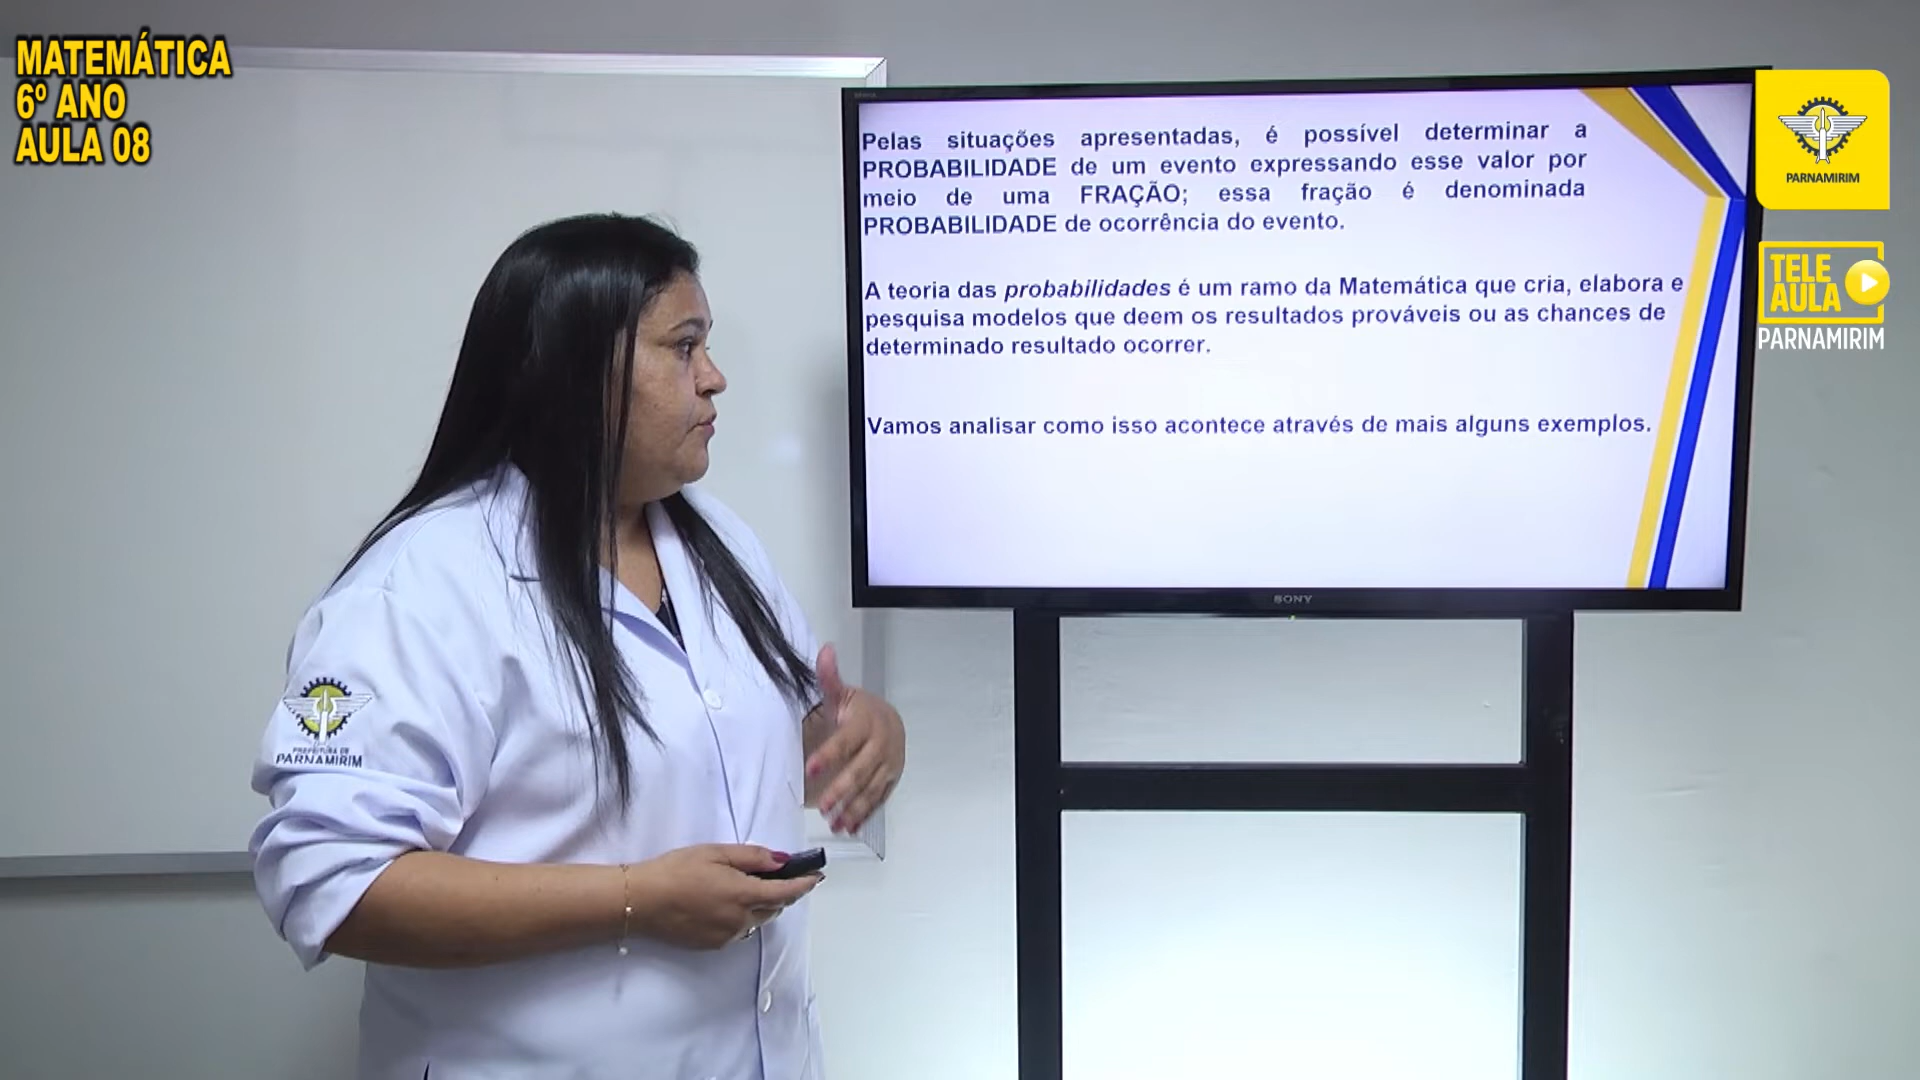 MATEMÁTICA
6º ANO
AULA 08
Pelas situações apresentadas, é possível determinar a
PROBABILIDADE de um evento expressando esse valor por
meio de uma FRAÇÃO; essa fração é denominada
PROBABILIDADE de ocorrência do evento.
A teoria das probabilidades é um ramo da Matemática que cria, elabora e
pesquisa modelos que deem os resultados prováveis ou as chances de
determinado resultado ocorrer.
Vamos analisar como isso acontece através de mais alguns exemplos.
SONY
PARNAMIRIM
TELE
AULA
PARNAMIRIM
PREFEITURA DE
PARNAMIRIM